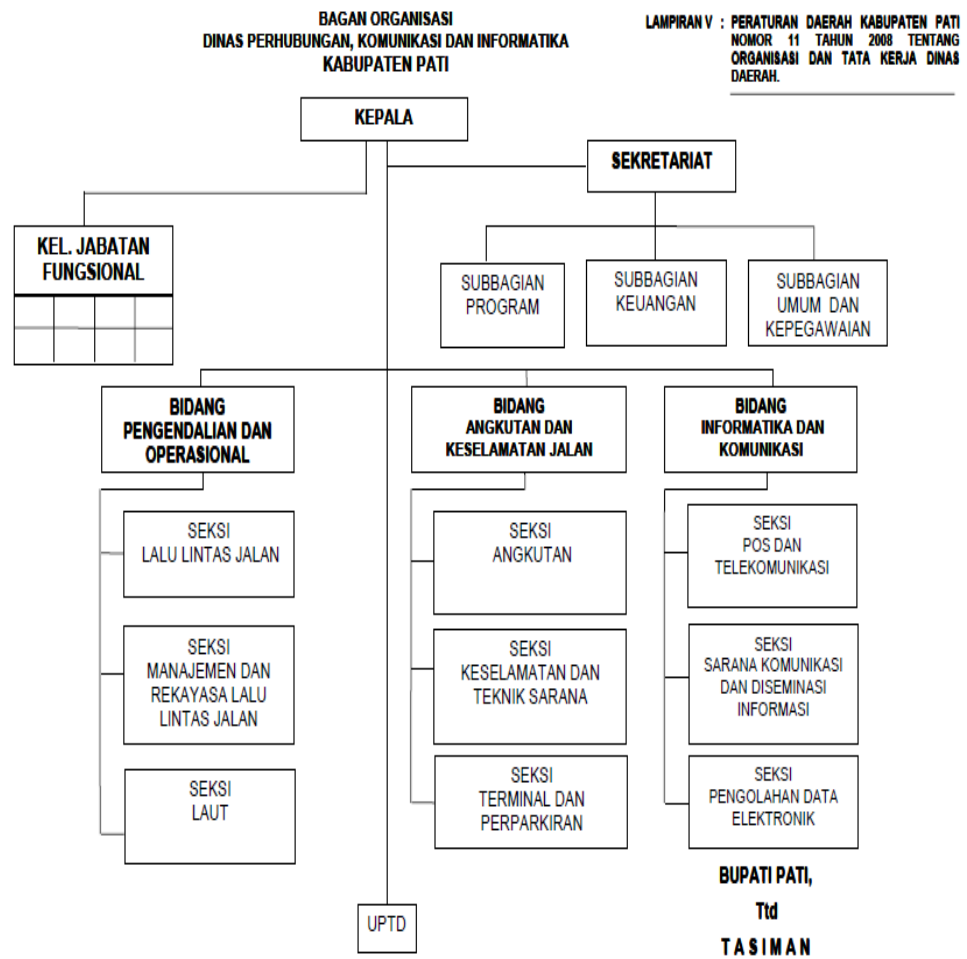 BAGAN ORGANISASI
DINAS PERHUBUNGAN, KOMUNIKASI DAN INFORMATIKA
KABUPATEN PATI
LAMPIRAN V : PERATURAN DAERAH KABUPATEN PATI
NOMOR 11 TAHUN 2008 TENTANG
ORGANISASI DAN TATA KERJA DINAS
DAERAH.
KEPALA
SEKRETARIAT
KEL. JABATAN
FUNGSIONAL
SUBBAGIAN
PROGRAM
SUBBAGIAN
KEUANGAN
SUBBAGIAN
UMUM DAN
KEPEGAWAIAN
BIDANG
PENGENDALIAN DAN
OPERASIONAL
BIDANG
ANGKUTAN DAN
KESELAMATAN JALAN
BIDANG
INFORMATIKA DAN
KOMUNIKASI
SEKSI
LALU LINTAS JALAN
SEKSI
ANGKUTAN
SEKSI
POS DAN
TELEKOMUNIKASI
SEKSI
MANAJEMEN DAN
REKAYASA LALU
LINTAS JALAN
SEKSI
KESELAMATAN DAN
TEKNIK SARANA
SEKSI
SARANA KOMUNIKASI
DAN DISEMINASI
INFORMASI
SEKSI
LAUT
SEKSI
TERMINAL DAN
PERPARKIRAN
SEKSI
PENGOLAHAN DATA
ELEKTRONIK
UPTD
BUPATI PATI,
Ttd
T A S I M A N